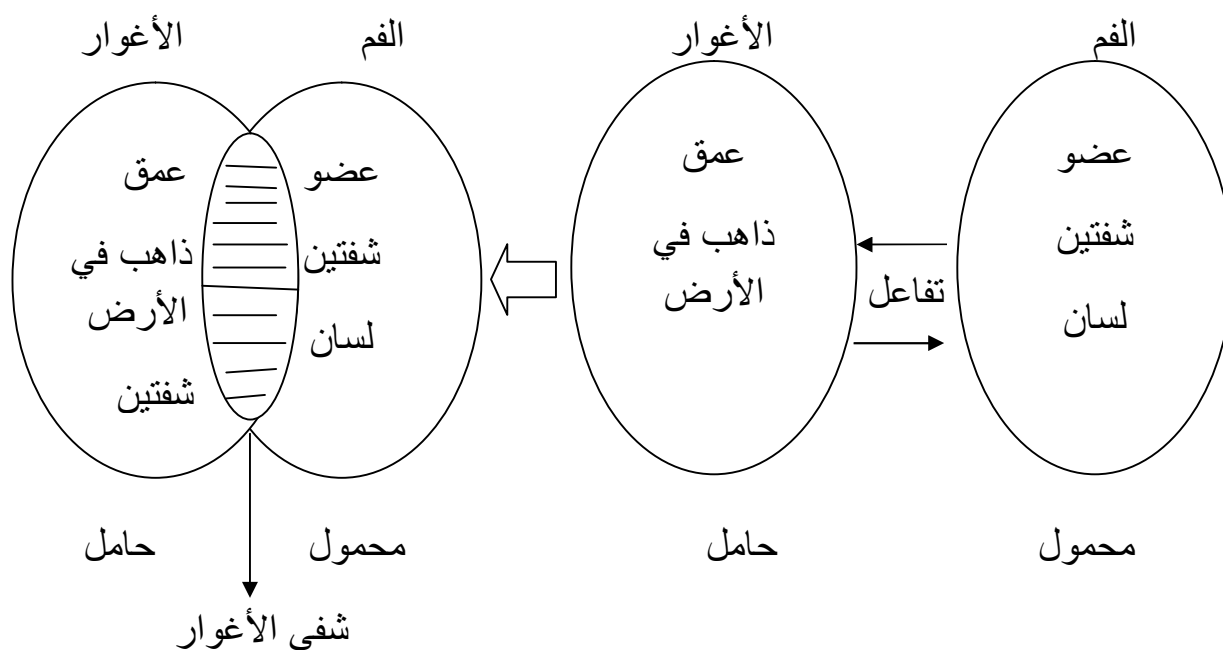 الفم
عضو
شفتين
لسان
محمول
تفاعل
الأغوار
عمق
ذاهب في
الأرض
حامل
الفم
عضو
شفتين
لسان
محمول
الأغوار
عمق
ذاهب في
الأرض
شفتين
حامل
شفي الأغوار